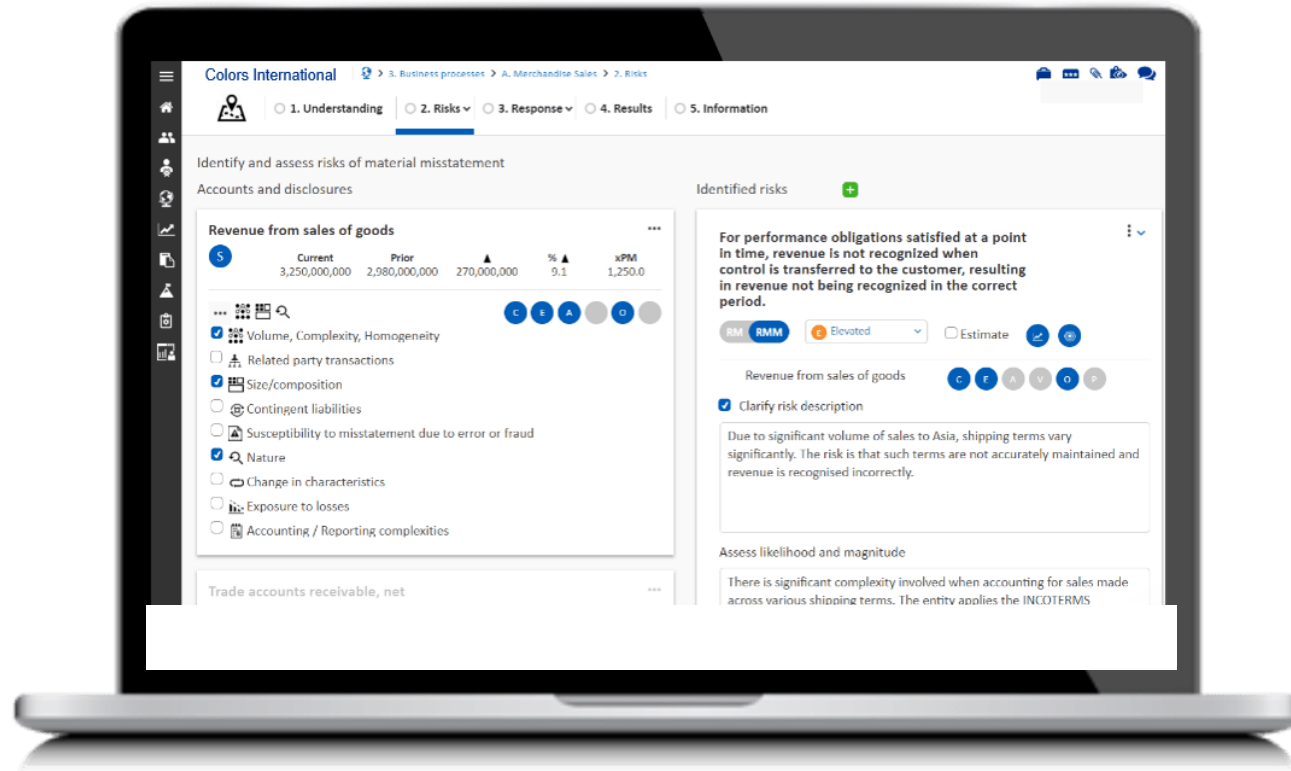 Colors International
3. Business processes > A. Merchandise Sales > 2. Risks
1. Understanding
2. Risks
3. Response
4. Results
5. Information
Identify and assess risks of material misstatement
Accounts and disclosures
Revenue from sales of goods
S
Current Prior ▲ % ▲ xPM
3,250,000,000 2,980,000,000 270,000,000 9.1 1,250.0
C E A O
Volume, Complexity, Homogeneity
Related party transactions
Size/composition
Contingent liabilities
Susceptibility to misstatement due to error or fraud
Nature
Change in characteristics
Exposure to losses
Accounting / Reporting complexities
Trade accounts receivable, net
Identified risks
For performance obligations satisfied at a point
in time, revenue is not recognized when
control is transferred to the customer, resulting
in revenue not being recognized in the correct
period.
RM RMM E Elevated Estimate
Revenue from sales of goods C E A V O P
Clarify risk description
Due to significant volume of sales to Asia, shipping terms vary
significantly. The risk is that such terms are not accurately maintained and
revenue is recognised incorrectly.
Assess likelihood and magnitude
There is significant complexity involved when accounting for sales made
across various shipping terms. The entity applies the INCOTERMS